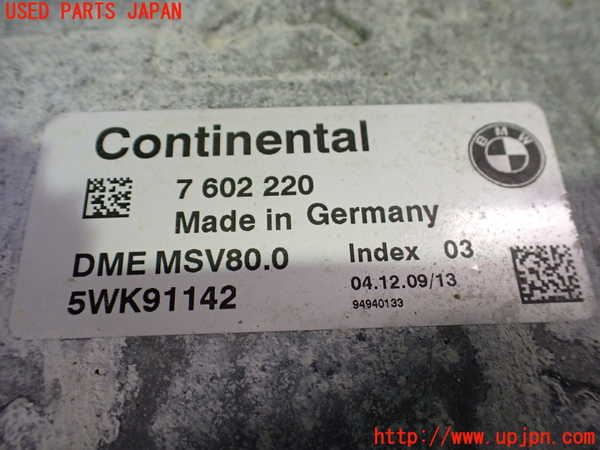 USED PARTS JAPAN
Continental
BMW
7 602 220
Made in Germany
DME MSV80.0
Index 03
5WK91142
04.12.09/13
94940133
http://www.upjpn.com/